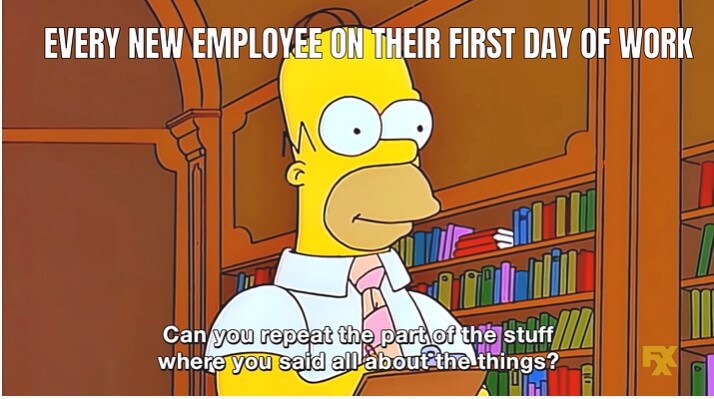 EVERY NEW EMPLOYEE ON THEIR FIRST DAY OF WORK
Can you repeat the part of the stuff
where you said all about the things?
FXX